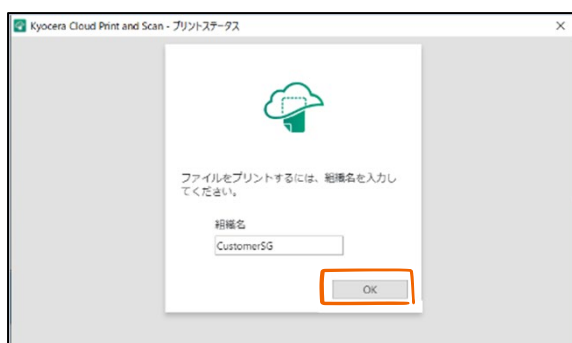 Kyocera Cloud Print and Scan - プリントステータス
ファイルをプリントするには、組織名を入力し
てください。
組織名
CustomerSG
OK